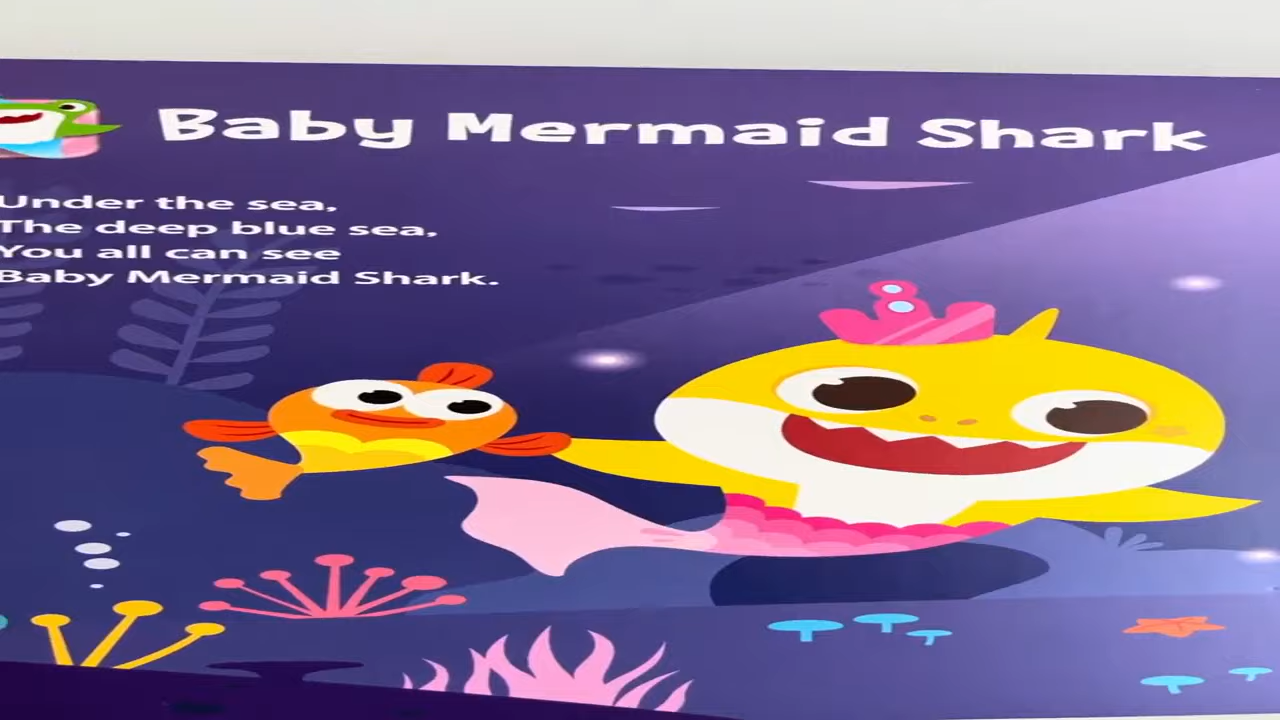 Baby Mermaid Shark
Under the sea,
The deep blue sea,
You all can see
Baby Mermaid Shark.